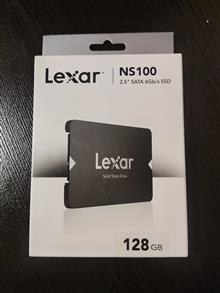 Lexar
NS100
2.5" SATA 6Gb/s SSD
Lexar
Solid State Drive
128 GB